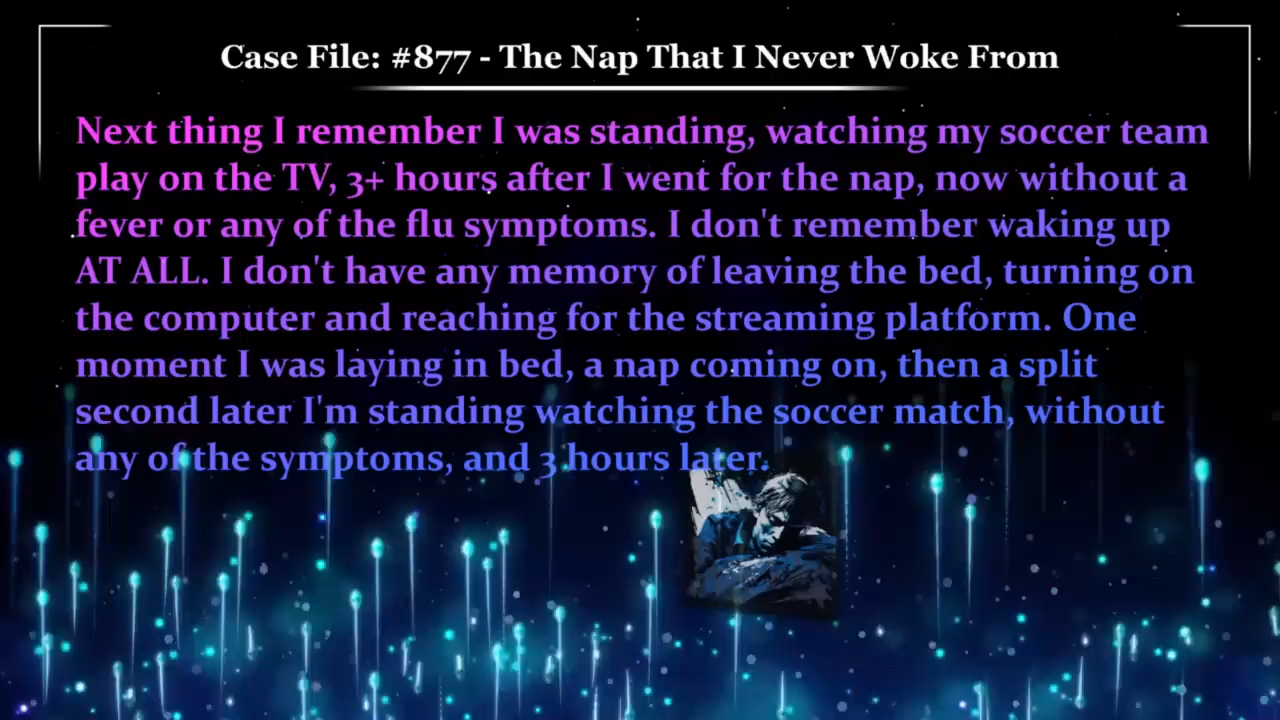 Case File: #877 - The Nap That I Never Woke From
Next thing I remember I was standing, watching my soccer team
play on the TV, 3+ hours after I went for the nap, now without a
fever or any of the flu symptoms. I don't remember waking up
AT ALL. I don't have any memory of leaving the bed, turning on
the computer and reaching for the streaming platform. One
moment I was laying in bed, a nap coming on, then a split
second later I'm standing watching the soccer match, without
any of the symptoms, and 3 hours later.